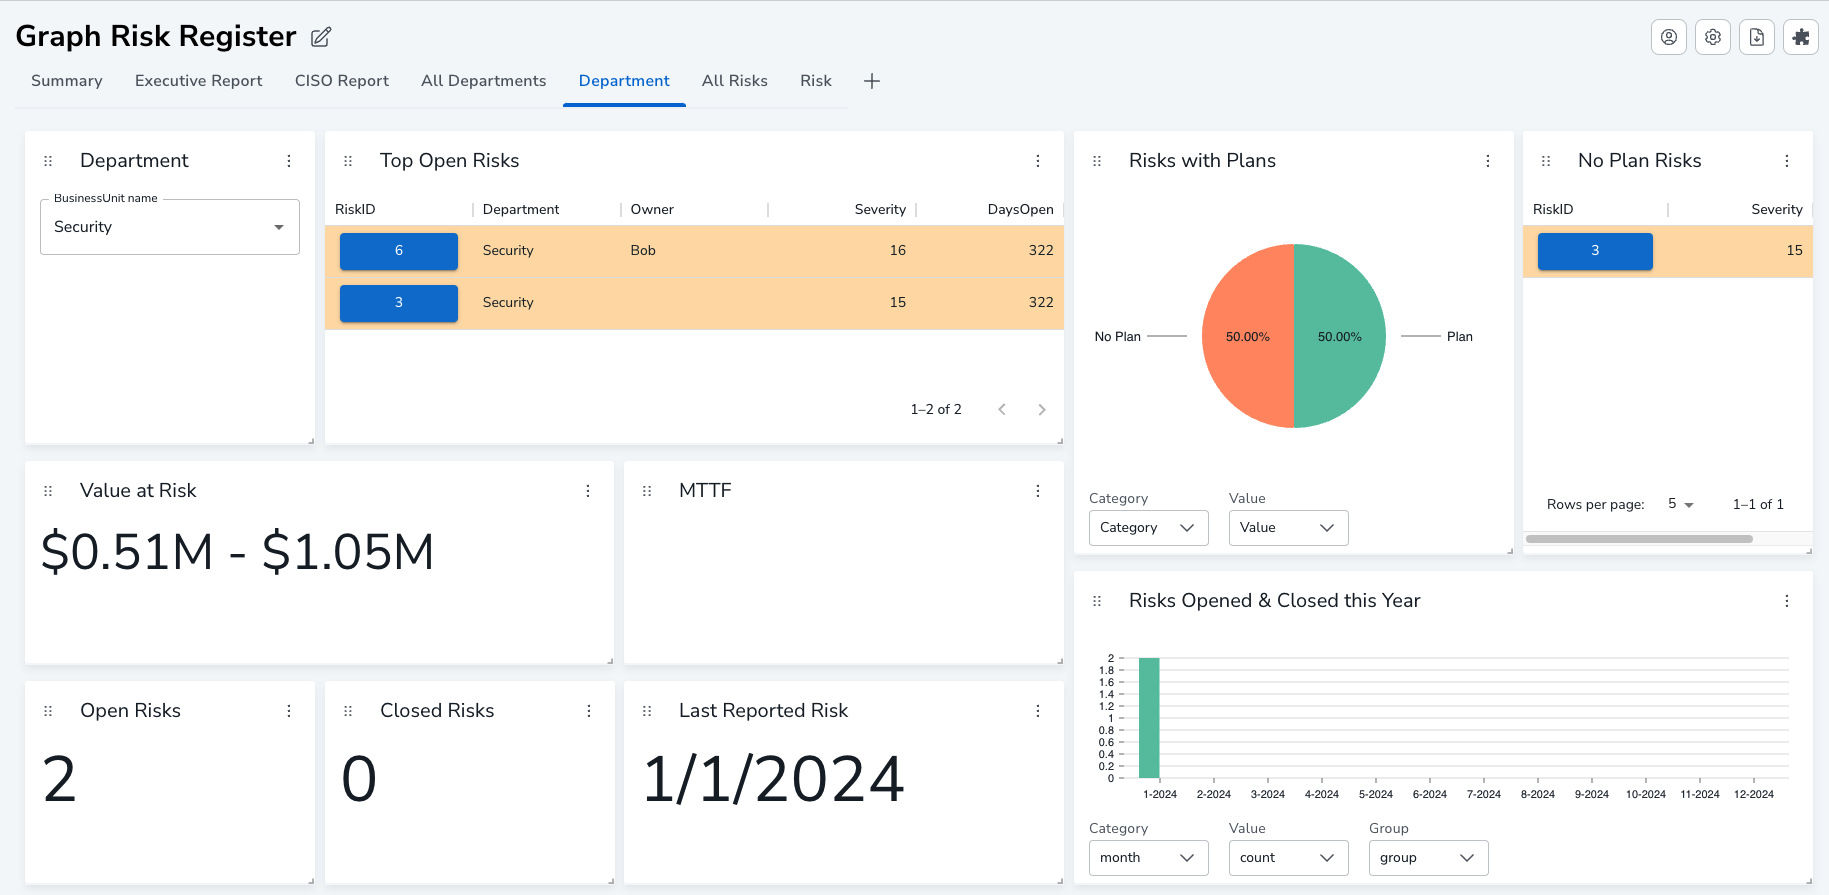 Graph Risk Register
Summary Executive Report CISO Report All Departments Department All Risks Risk
Department
BusinessUnit name
Security
Top Open Risks
RiskID Department Owner Severity DaysOpen
6 Security Bob 16 322
3 Security 15 322
1–2 of 2
Risks with Plans
No Plan 50.00% 50.00% Plan
Category Value
Category Value
No Plan Risks
RiskID Severity
3 15
Rows per page: 5 1–1 of 1
Value at Risk
$0.51M - $1.05M
MTTF
Open Risks
2
Closed Risks
0
Last Reported Risk
1/1/2024
Risks Opened & Closed this Year
2
1.8
1.6
1.4
1.2
1
0.8
0.6
0.4
0.2
0
1-2024 2-2024 3-2024 4-2024 5-2024 6-2024 7-2024 8-2024 9-2024 10-2024 11-2024 12-2024
Category Value Group
month count group